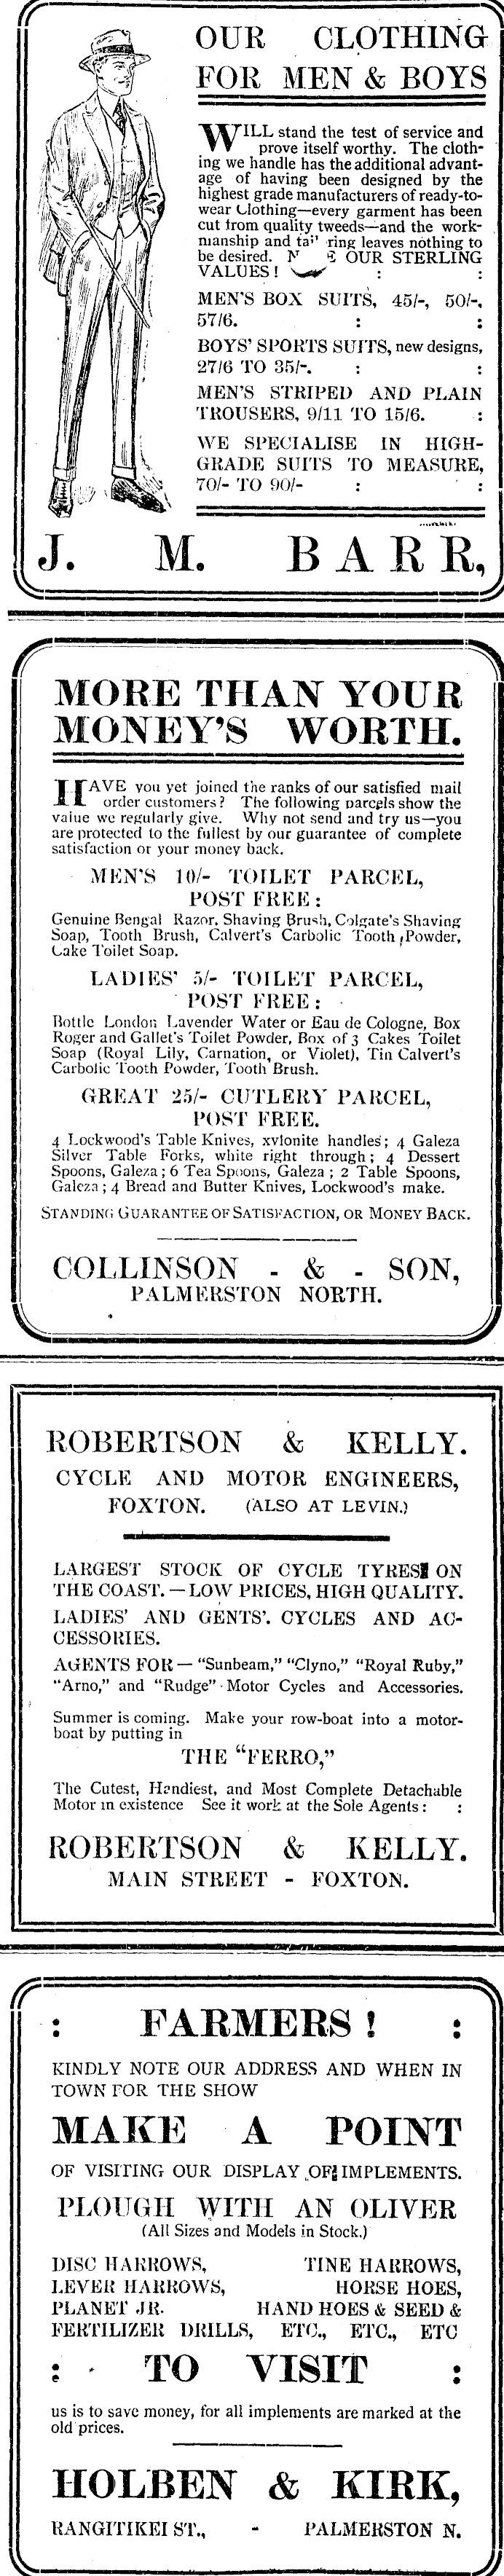 OUR CLOTHING
FOR MEN & BOYS
WILL stand the test of service and
prove itself worthy. The cloth-
ing we handle has the additional advant-
age of having been designed by the
highest grade manufacturers of ready-to-
wear Clothing—every garment has been
cut from quality tweeds—and the work-
manship and tai ring leaves nothing to
be desired. N E OUR STERLING
VALUES! : :
MEN'S BOX SUITS, 45/-, 50/-,
57/6. : :
BOYS' SPORTS SUITS, new designs,
27/6 TO 35/-. : :
MEN'S STRIPED AND PLAIN
TROUSERS, 9/11 TO 15/6. :
WE SPECIALISE IN HIGH-
GRADE SUITS TO MEASURE,
70/- TO 90/- : :
J. M. BARR,
MORE THAN YOUR
MONEY'S WORTH.
HAVE you yet joined the ranks of our satisfied mail
order customers? The following parcels show the
value we regularly give. Why not send and try us—you
are protected to the fullest by our guarantee of complete
satisfaction or your money back.
MEN'S 10/- TOILET PARCEL,
POST FREE:
Genuine Bengal Razor, Shaving Brush, Colgate's Shaving
Soap, Tooth Brush, Calvert's Carbolic Tooth Powder,
Cake Toilet Soap.
LADIES' 5/- TOILET PARCEL,
POST FREE:
Bottle London Lavender Water or Eau de Cologne, Box
Roger and Gallet's Toilet Powder, Box of 3 Cakes Toilet
Soap (Royal Lily, Carnation, or Violet), Tin Calvert's
Carbolic Tooth Powder, Tooth Brush.
GREAT 25/- CUTLERY PARCEL,
POST FREE.
4 Lockwood's Table Knives, xylonite handles; 4 Galeza
Silver Table Forks, white right through; 4 Dessert
Spoons, Galeza; 6 Tea Spoons, Galeza; 2 Table Spoons,
Galeza; 4 Bread and Butter Knives, Lockwood's make.
STANDING GUARANTEE OF SATISFACTION, OR MONEY BACK.
COLLINSON - & - SON,
PALMERSTON NORTH.
ROBERTSON & KELLY.
CYCLE AND MOTOR ENGINEERS,
FOXTON. (ALSO AT LEVIN.)
LARGEST STOCK OF CYCLE TYRES ON
THE COAST.—LOW PRICES, HIGH QUALITY.
LADIES' AND GENTS'. CYCLES AND AC-
CESSORIES.
AGENTS FOR—"Sunbeam," "Clyno," "Royal Ruby,"
"Arno," and "Rudge" Motor Cycles and Accessories.
Summer is coming. Make your row-boat into a motor-
boat by putting in
THE "FERRO,"
The Cutest, Handiest, and Most Complete Detachable
Motor in existence See it work at the Sole Agents: :
ROBERTSON & KELLY.
MAIN STREET - FOXTON.
: FARMERS! :
KINDLY NOTE OUR ADDRESS AND WHEN IN
TOWN FOR THE SHOW
MAKE A POINT
OF VISITING OUR DISPLAY OF IMPLEMENTS.
PLOUGH WITH AN OLIVER
(All Sizes and Models in Stock.)
DISC HARROWS, TINE HARROWS,
LEVER HARROWS, HORSE HOES,
PLANET JR. HAND HOES & SEED &
FERTILIZER DRILLS, ETC., ETC., ETC
: TO VISIT :
us is to save money, for all implements are marked at the
old prices.
HOLBEN & KIRK,
RANGITIKEI ST., - PALMERSTON N.